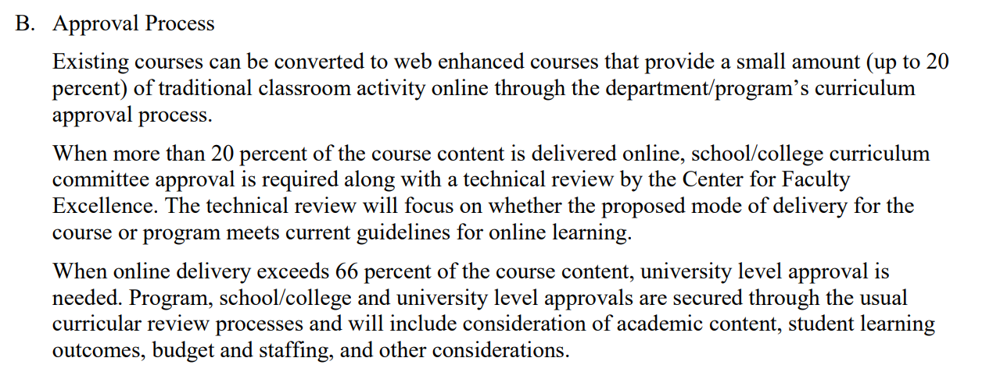 B. Approval Process
Existing courses can be converted to web enhanced courses that provide a small amount (up to 20
percent) of traditional classroom activity online through the department/program’s curriculum
approval process.
When more than 20 percent of the course content is delivered online, school/college curriculum
committee approval is required along with a technical review by the Center for Faculty
Excellence. The technical review will focus on whether the proposed mode of delivery for the
course or program meets current guidelines for online learning.
When online delivery exceeds 66 percent of the course content, university level approval is
needed. Program, school/college and university level approvals are secured through the usual
curricular review processes and will include consideration of academic content, student learning
outcomes, budget and staffing, and other considerations.